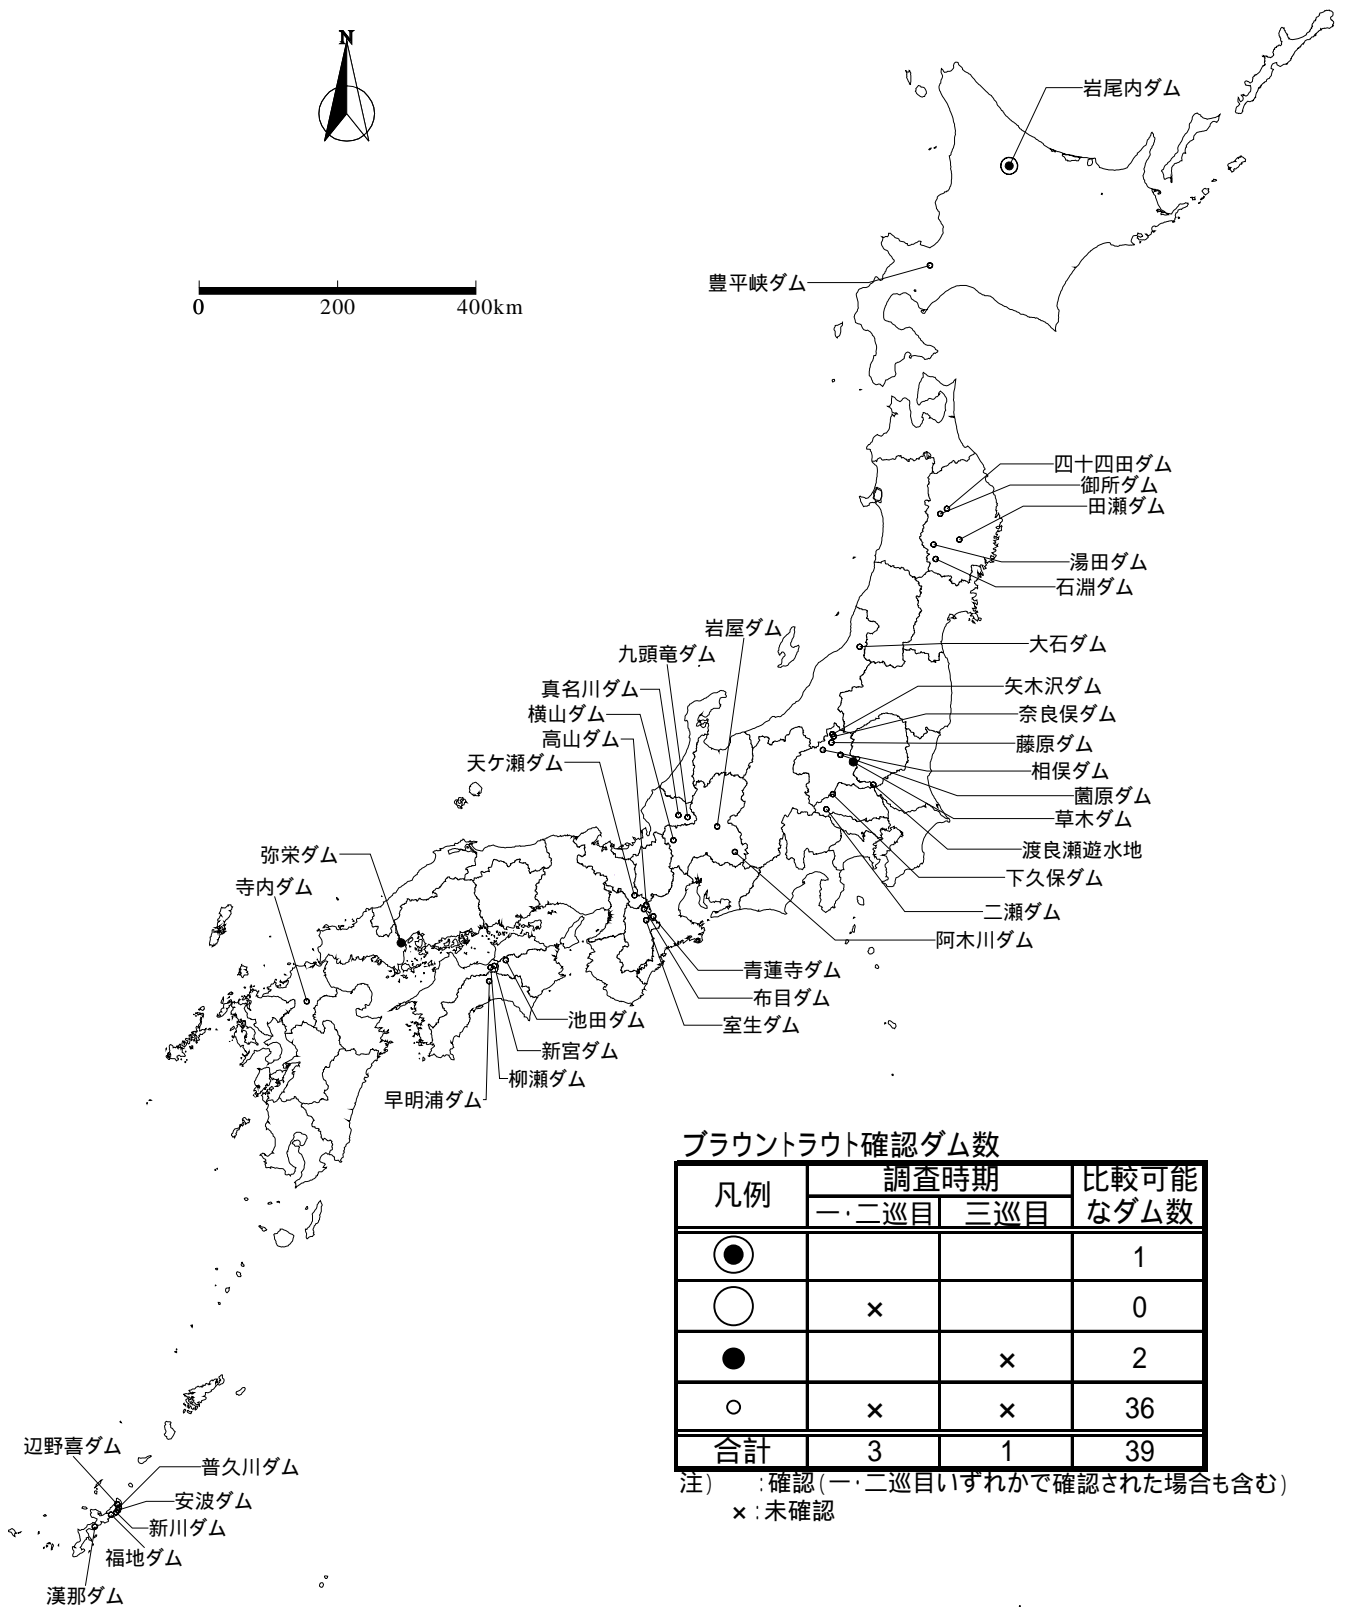 N
岩尾内ダム
0 200 400km
豊平峡ダム
四十四田ダム
御所ダム
田瀬ダム
湯田ダム
石淵ダム
大石ダム
岩屋ダム
九頭竜ダム
真名川ダム
横山ダム
高山ダム
天ケ瀬ダム
矢木沢ダム
奈良俣ダム
藤原ダム
相俣ダム
薗原ダム
草木ダム
渡良瀬遊水地
下久保ダム
二瀬ダム
阿木川ダム
弥栄ダム
寺内ダム
青蓮寺ダム
布目ダム
室生ダム
池田ダム
新宮ダム
柳瀬ダム
早明浦ダム
辺野喜ダム
普久川ダム
安波ダム
新川ダム
福地ダム
漢那ダム
ブラウントラウト確認ダム数
凡例 調査時期 比較可能なダム数
一・二巡目 三巡目
1
× 0
× 2
× × 36
合計 3 1 39
注) :確認(一・二巡目いずれかで確認された場合も含む)
×:未確認